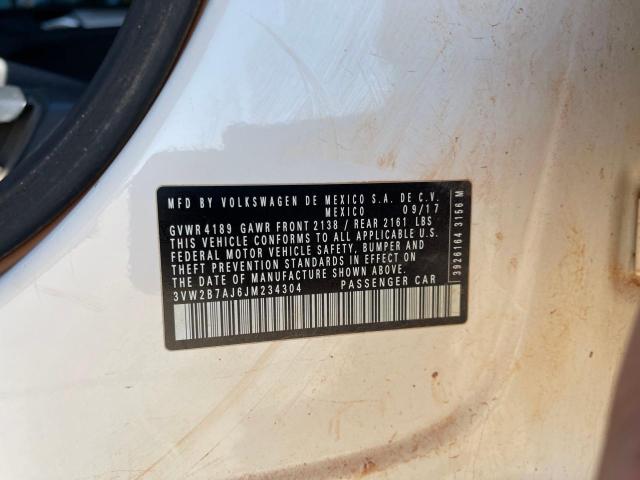 MFD BY VOLKSWAGEN DE MEXICO S.A. DE C.V.
MEXICO 09/17
GVWR 4189 GAWR FRONT 2138 / REAR 2161 LBS
THIS VEHICLE CONFORMS TO ALL APPLICABLE U.S.
FEDERAL MOTOR VEHICLE SAFETY, BUMPER AND
THEFT PREVENTION STANDARDS IN EFFECT ON
THE DATE OF MANUFACTURE SHOWN ABOVE.
3VW2B7AJ6JM234304 PASSENGER CAR
3926164 3156 M